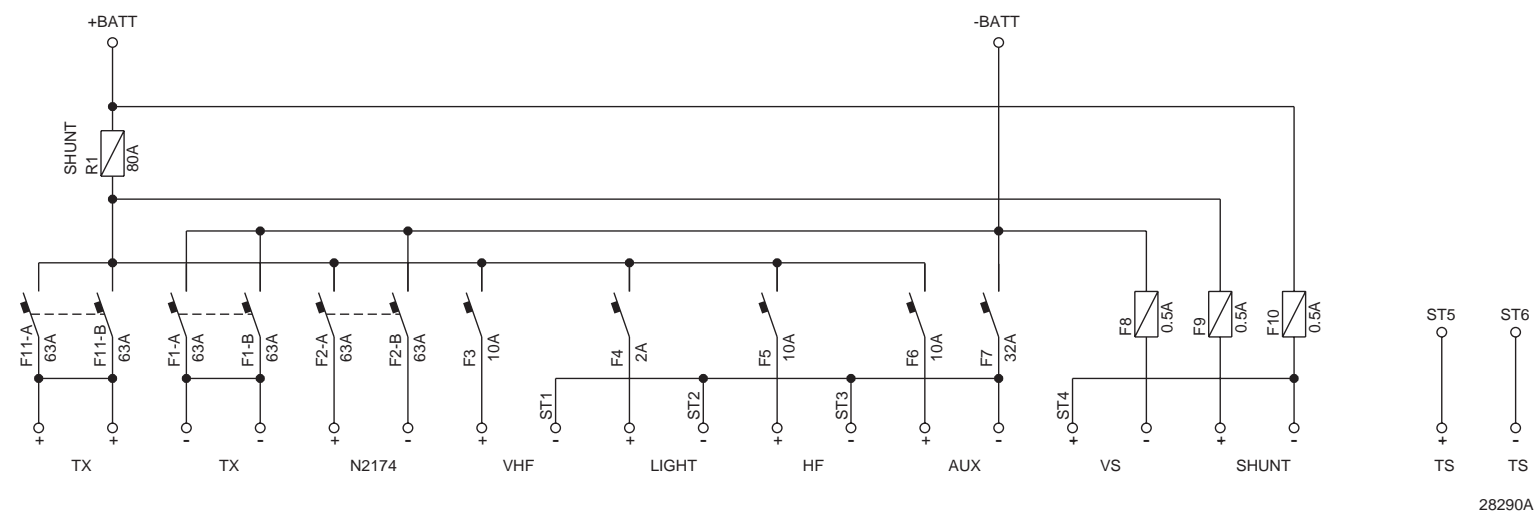 +BATT
-BATT
SHUNT
R1
80A
F11-A
63A
F11-B
63A
F1-A
63A
F1-B
63A
F2-A
63A
F2-B
63A
F3
10A
F4
2A
F5
10A
F6
10A
F7
32A
F8
0.5A
F9
0.5A
F10
0.5A
ST5
ST6
ST1
ST2
ST3
ST4
+ + - - + - + - + - + - + - + - + - + -
TX TX N2174 VHF LIGHT HF AUX VS SHUNT TS TS
28290A